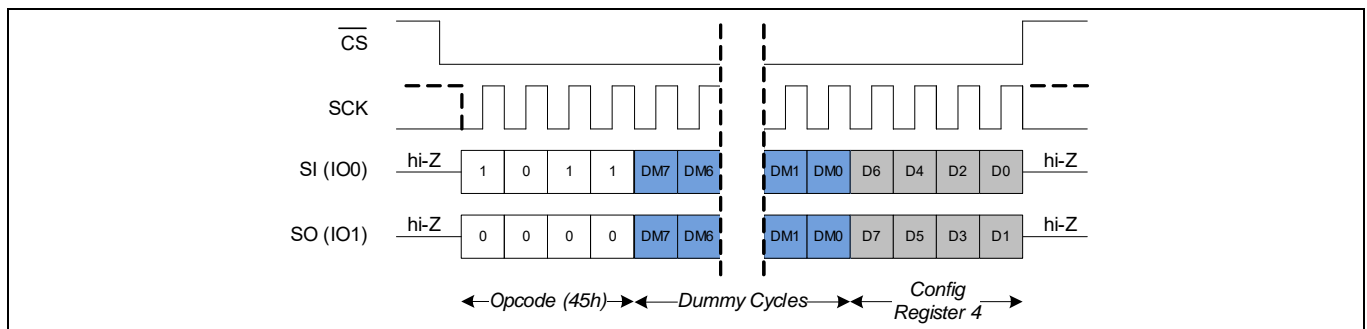 CS
SCK
SI (IO0) hi-Z 1 0 1 1 DM7 DM6 DM1 DM0 D6 D4 D2 D0 hi-Z
SO (IO1) hi-Z 0 0 0 0 DM7 DM6 DM1 DM0 D7 D5 D3 D1 hi-Z
Opcode (45h) Dummy Cycles Config
Register 4